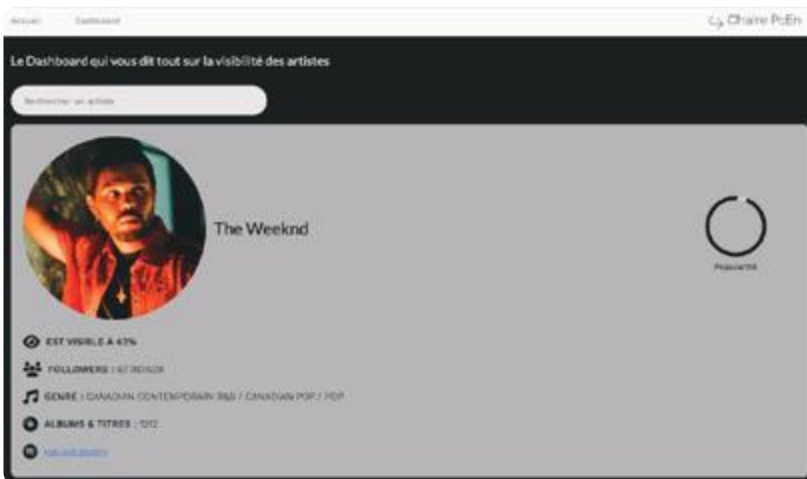 Accueil Dashboard
Chaire PcEn
Le Dashboard qui vous dit tout sur la visibilité des artistes
Rechercher un artiste
The Weeknd
Popularité
EST VISIBLE À 43%
FOLLOWERS :
GENRE : CANADIAN CONTEMPORARY R&B / CANADIAN POP / POP
ALBUMS & TITRES : 1312